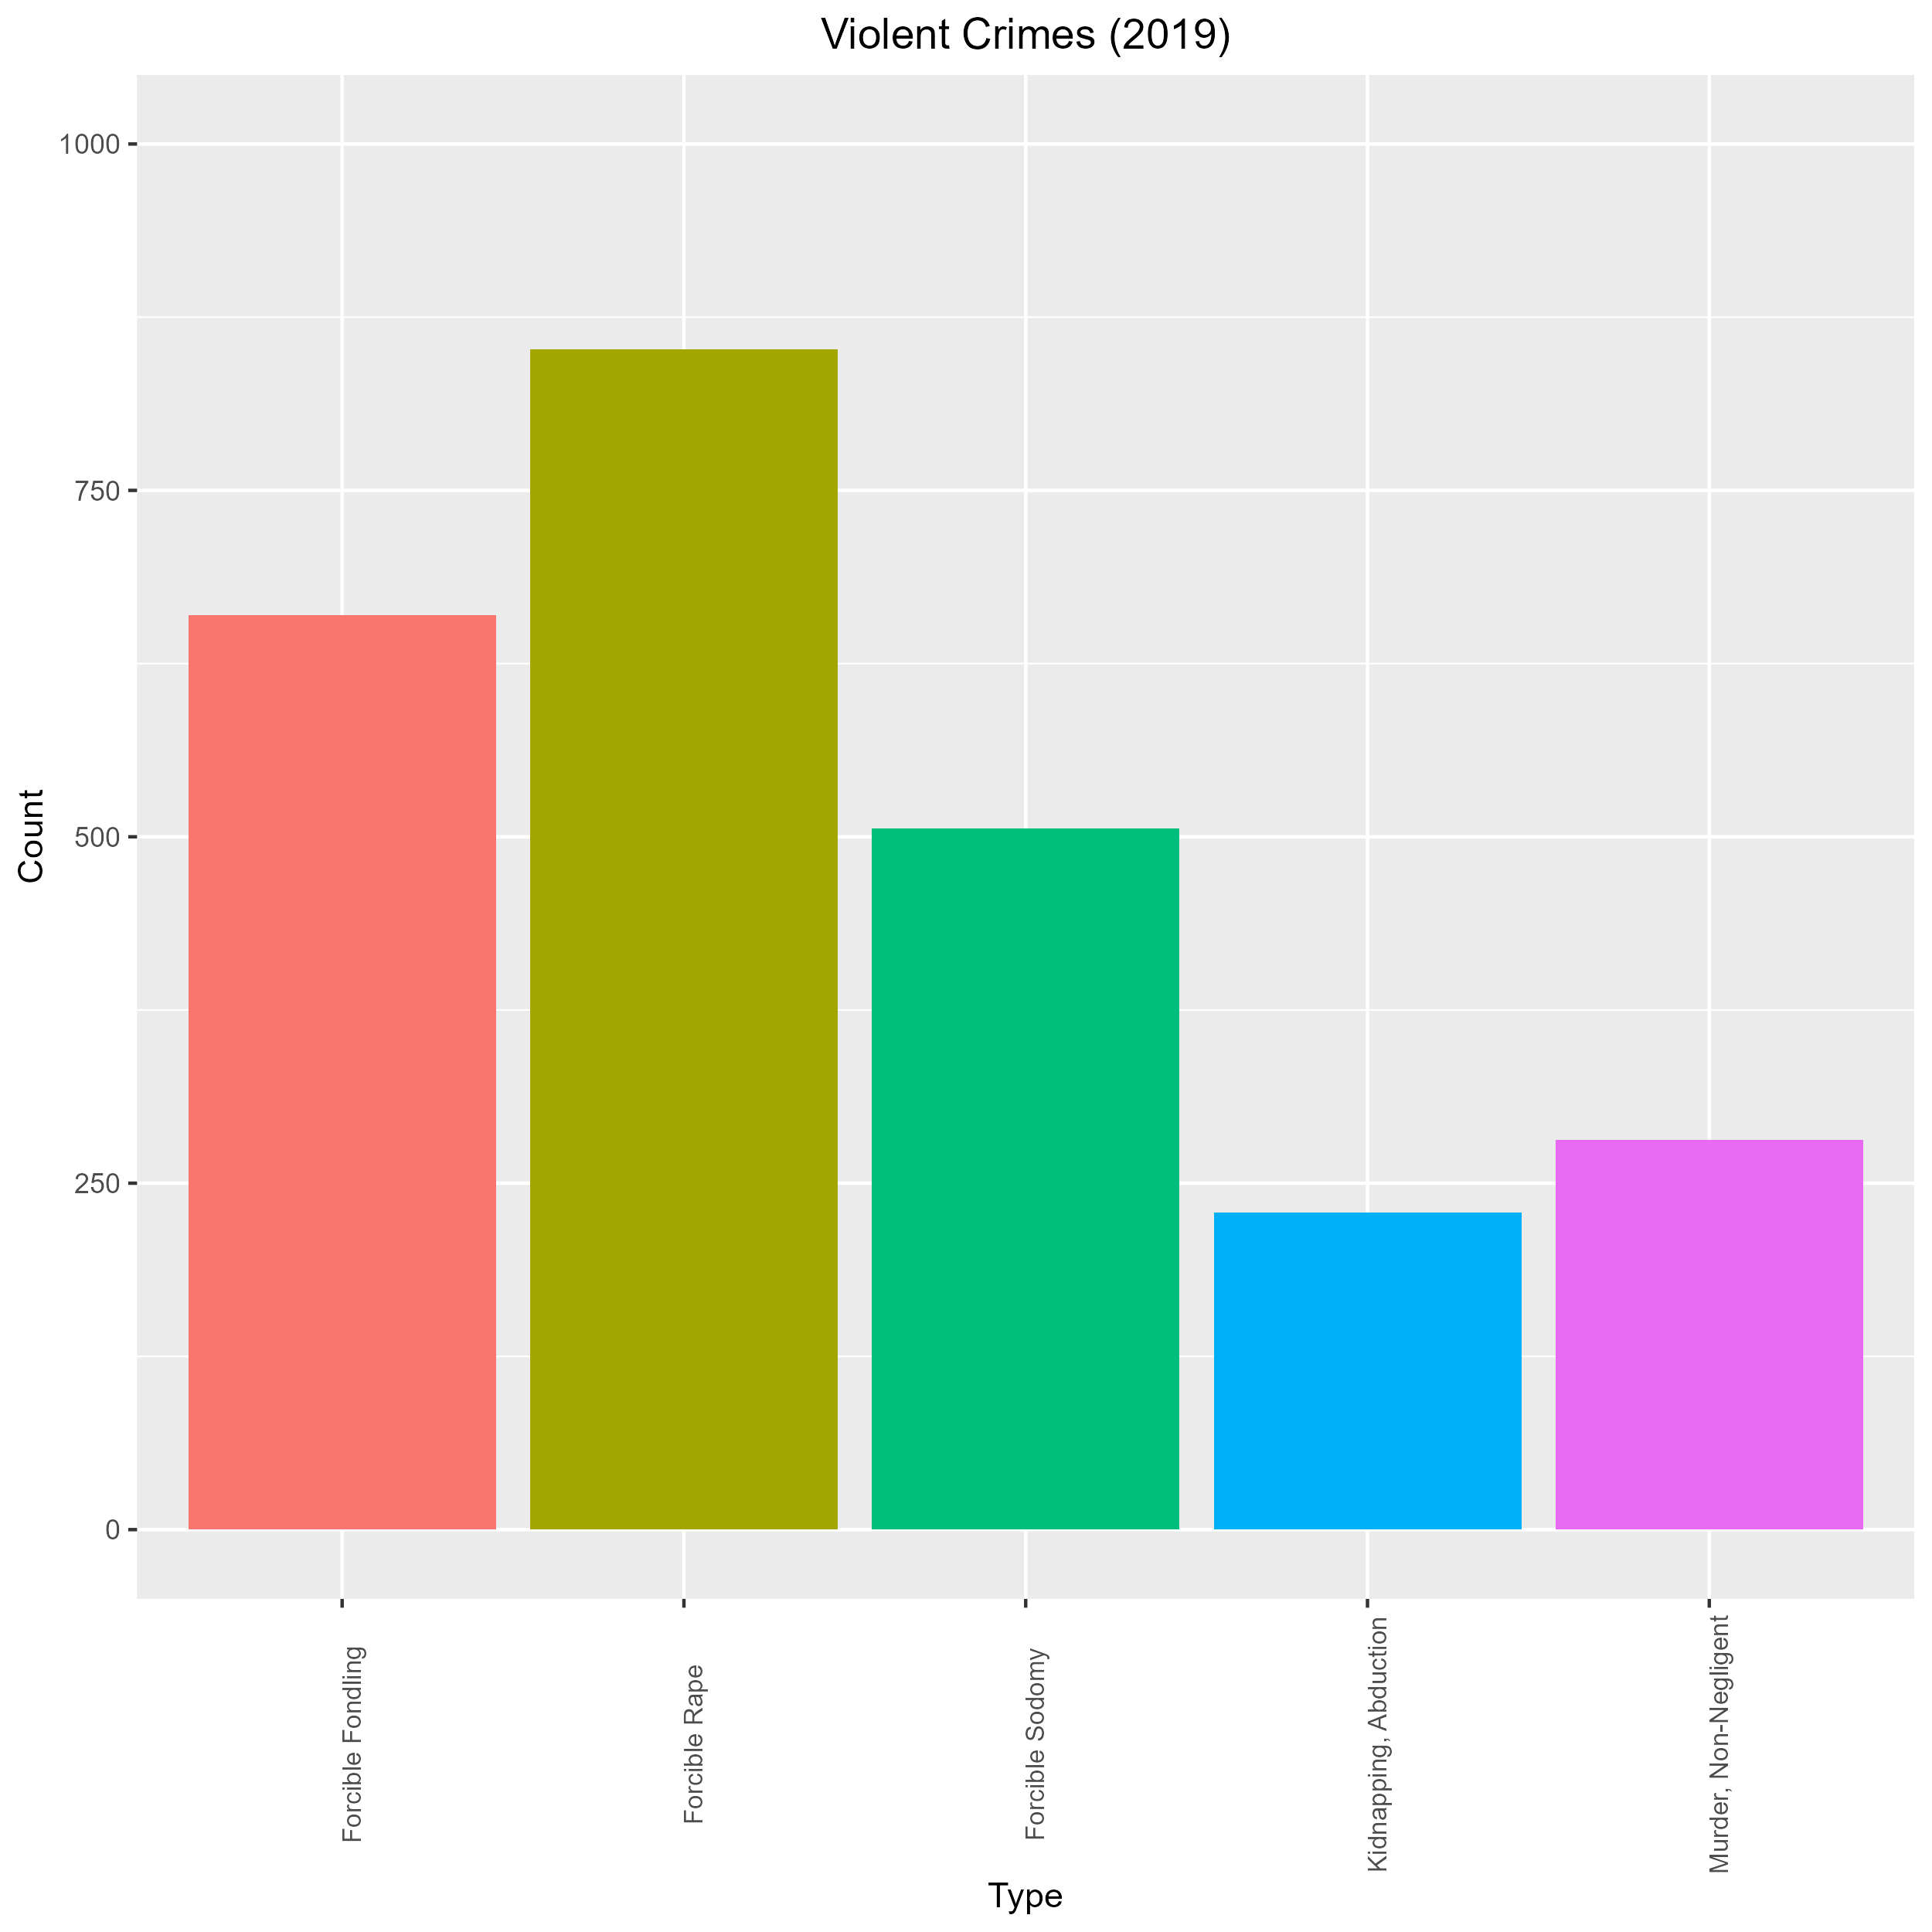 Violent Crimes (2019)
Count
1000
750
500
250
0
Forcible Fondling
Forcible Rape
Forcible Sodomy
Kidnapping, Abduction
Murder, Non-Negligent
Type